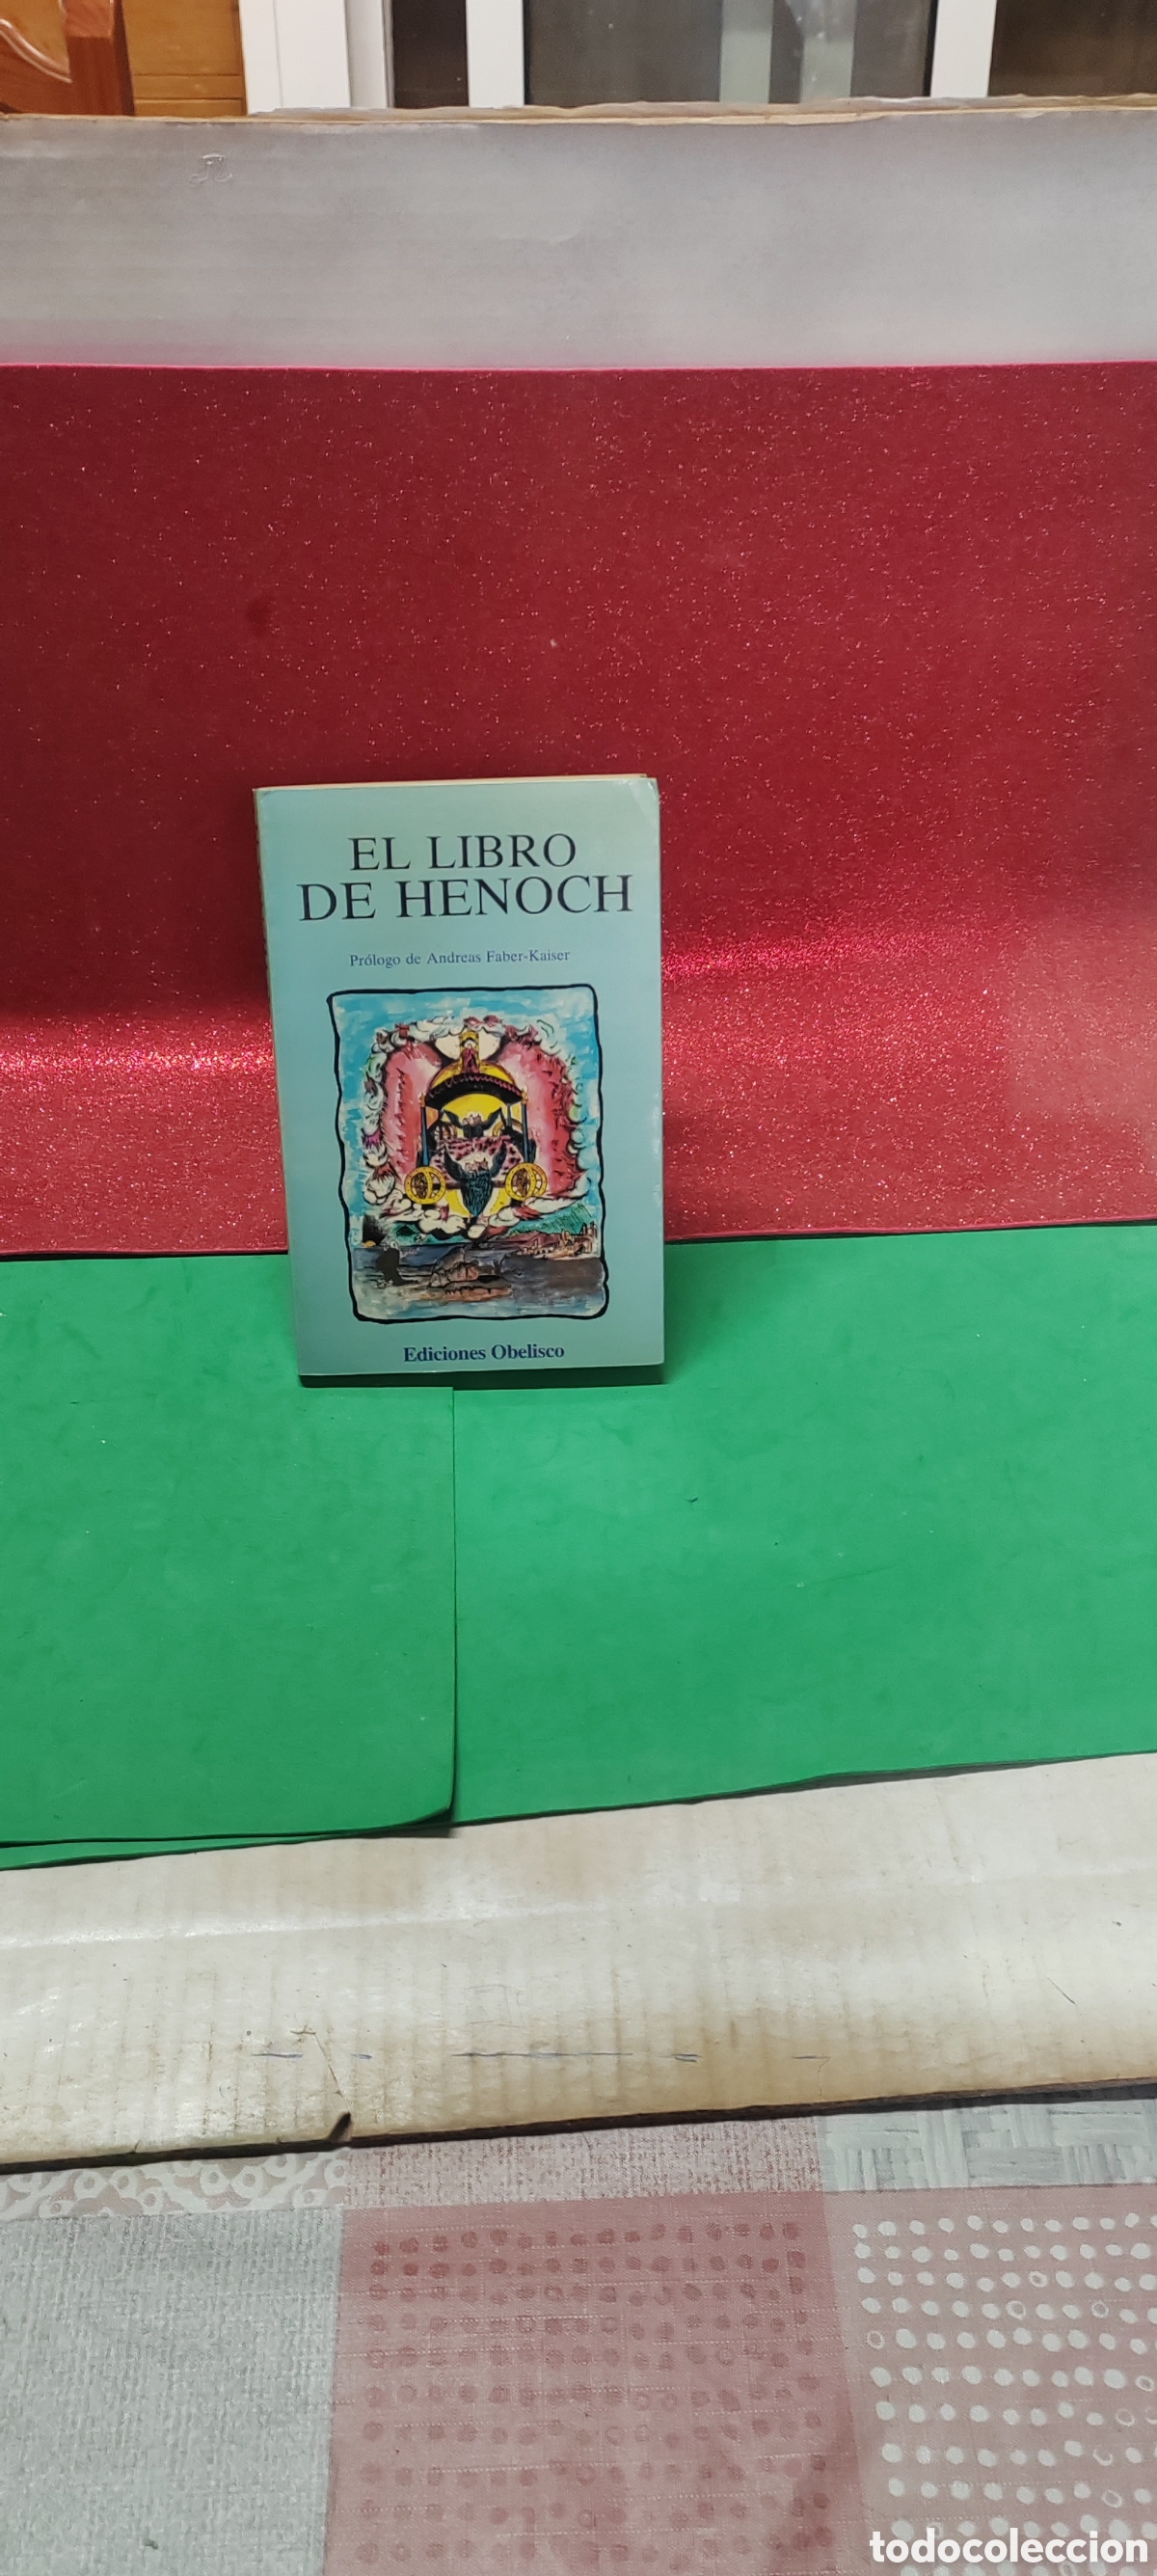 EL LIBRO
DE HENOCH
Prólogo de Andreas Faber-Kaiser
Ediciones Obelisco
todocoleccion